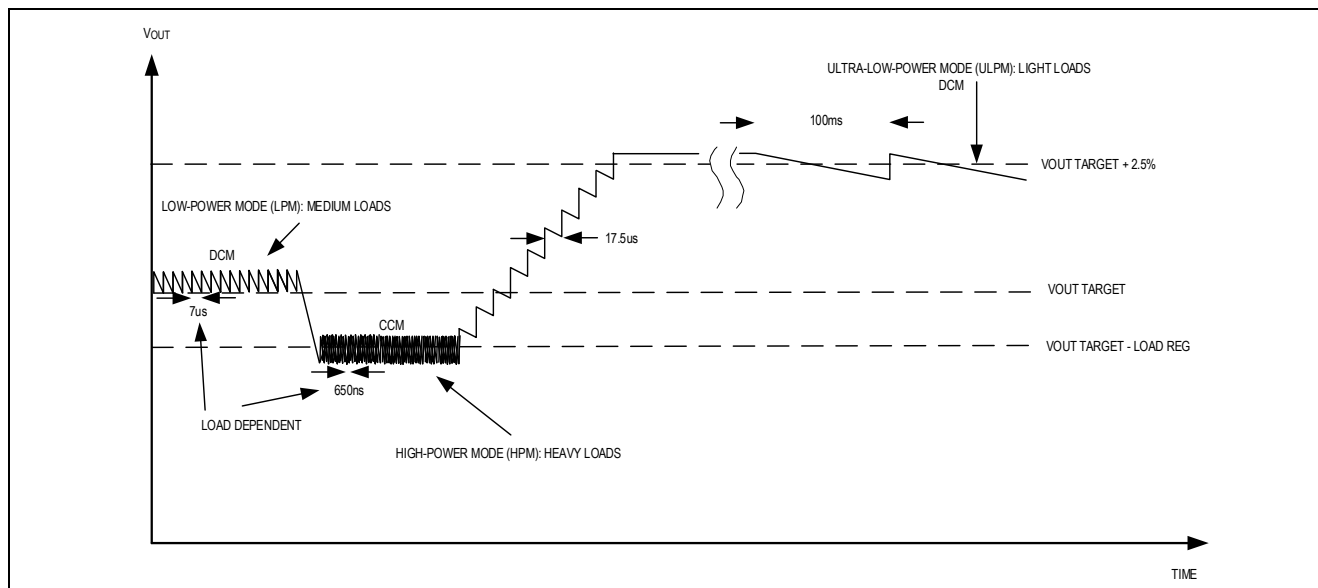 VOUT
ULTRA-LOW-POWER MODE (ULPM): LIGHT LOADS
DCM
100ms
VOUT TARGET + 2.5%
LOW-POWER MODE (LPM): MEDIUM LOADS
17.5us
DCM
VOUT TARGET
7us
CCM
VOUT TARGET - LOAD REG
650ns
LOAD DEPENDENT
HIGH-POWER MODE (HPM): HEAVY LOADS
TIME